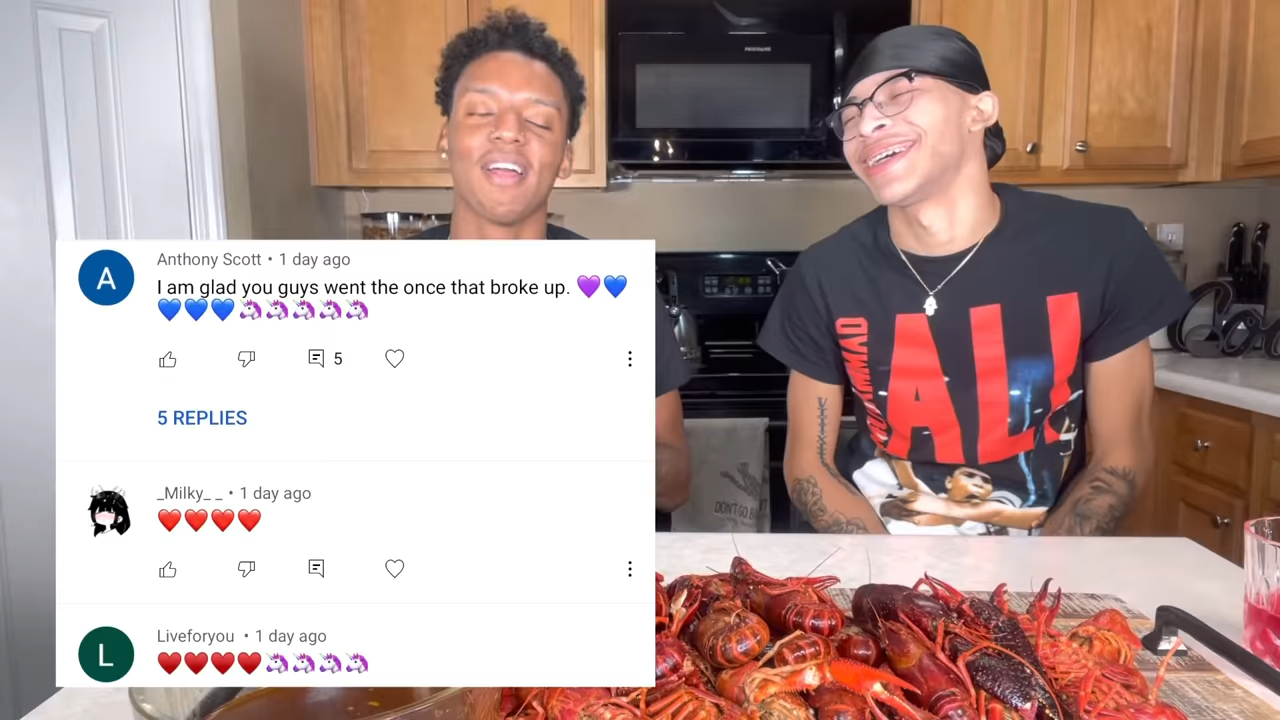 FRIGIDAIRE
A
Anthony Scott • 1 day ago
I am glad you guys went the once that broke up. 💜💙
💙💙💙🦄🦄🦄🦄🦄
5
5 REPLIES
_Milky_ _ • 1 day ago
❤️❤️❤️❤️
L
Liveforyou • 1 day ago
♥️♥️♥️♥️🦄🦄🦄🦄
MUHAMMAD
ALI
DON'T GO